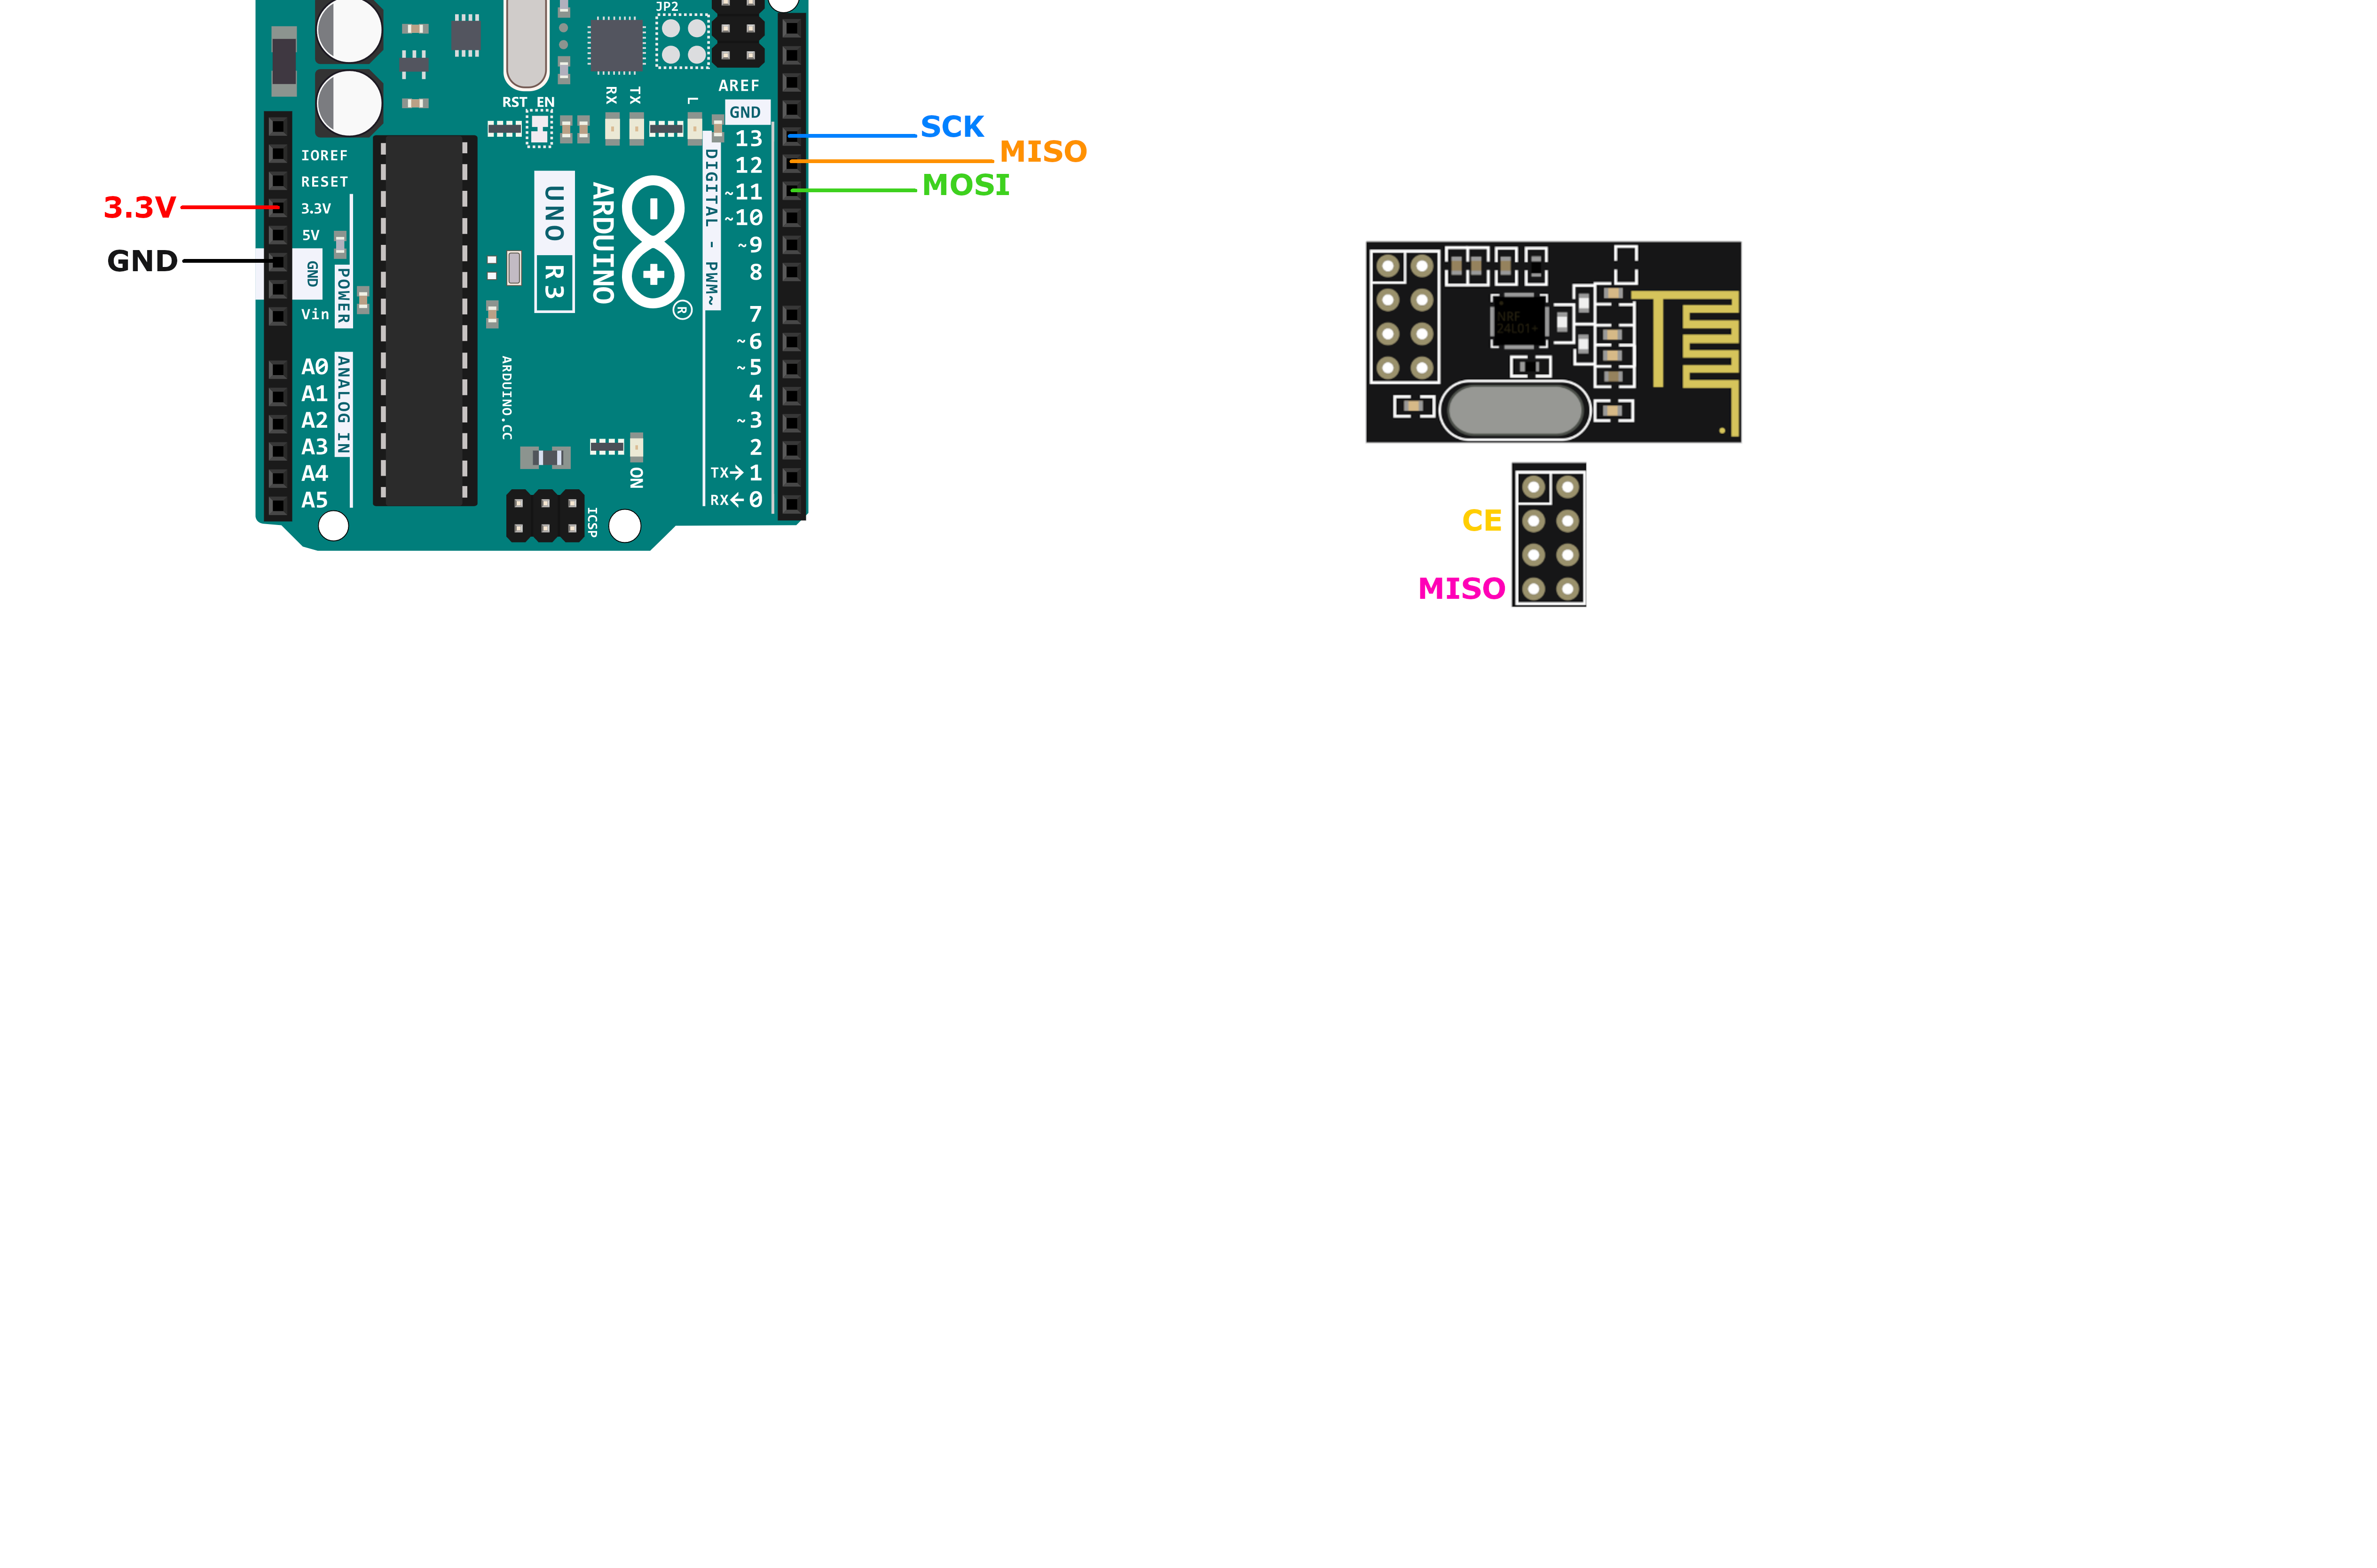 JP2
AREF
GND
RST EN
RX
TX
L
13
12
~11
~10
~9
8
7
~6
~5
4
~3
2
TX→1
RX←0
DIGITAL - PWM~
IOREF
RESET
3.3V
5V
GND
Vin
POWER
A0
A1
A2
A3
A4
A5
ANALOG IN
UNO
R3
ARDUINO
®
ARDUINO.CC
ON
ICSP
3.3V
GND
SCK
MISO
MOSI
NRF
24L01+
CE
MISO